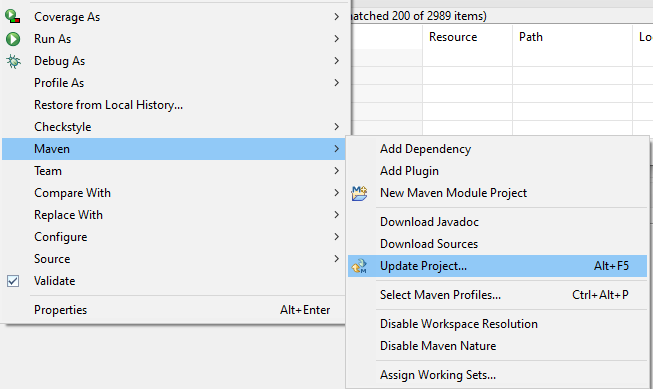 Coverage As
Run As
Debug As
Profile As
Restore from Local History...
Checkstyle
Maven
Team
Compare With
Replace With
Configure
Source
Validate
Properties Alt+Enter
200 of 2989 items)
Resource Path
Add Dependency
Add Plugin
New Maven Module Project
Download Javadoc
Download Sources
Update Project... Alt+F5
Select Maven Profiles... Ctrl+Alt+P
Disable Workspace Resolution
Disable Maven Nature
Assign Working Sets...